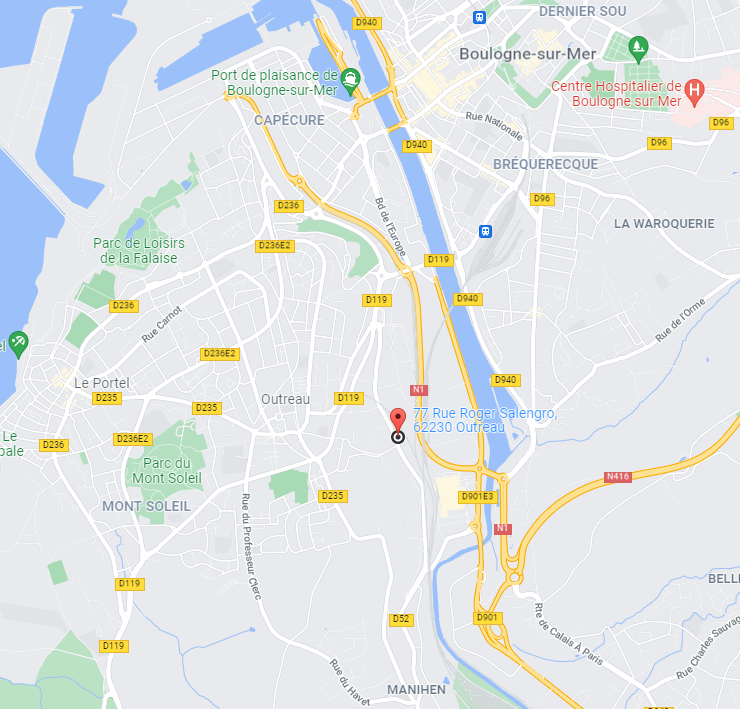 DERNIER SOU
D940
Boulogne-sur-Mer
Port de plaisance de
Boulogne-sur-Mer
Centre Hospitalier de
Boulogne sur Mer
H
CAPÉCURE
Rue Nationale
D96
D96
D940
BRÉQUERECQUE
D96
D236
Bd de l'Europe
LA WAROQUERIE
Parc de Loisirs
de la Falaise
D236E2
D119
D236
D119
D940
Rue Carnot
Rue de l'Orme
D236E2
Le Portel
D940
N1
D235
Outreau
D119
D235
77 Rue Roger Salengro,
62230 Outreau
Le
pale
D236
D236E2
Parc du
Mont Soleil
N416
D235
D901E3
MONT SOLEIL
N1
Rue du Professeur Clerc
D119
BELLE
D52
D901
Rte de Calais À Paris
Rue Charles Sauvag
D119
Rue du Havet
MANIHEN